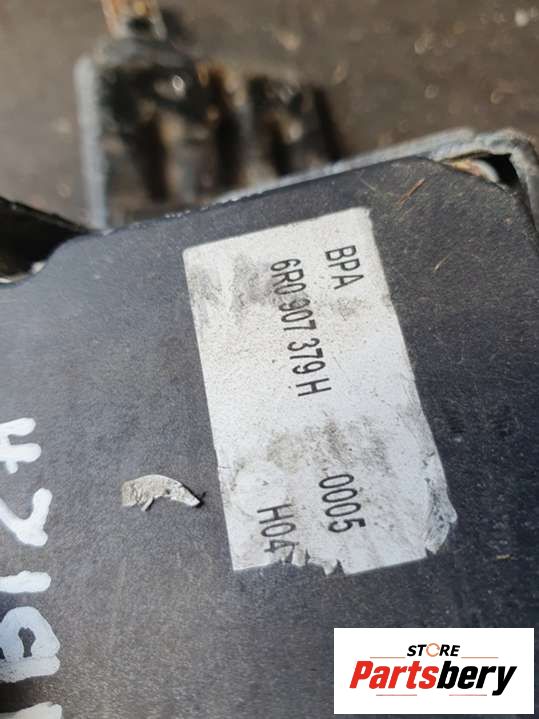 BPA .0005
6R0 907 379 H H04
STORE
Partsbery